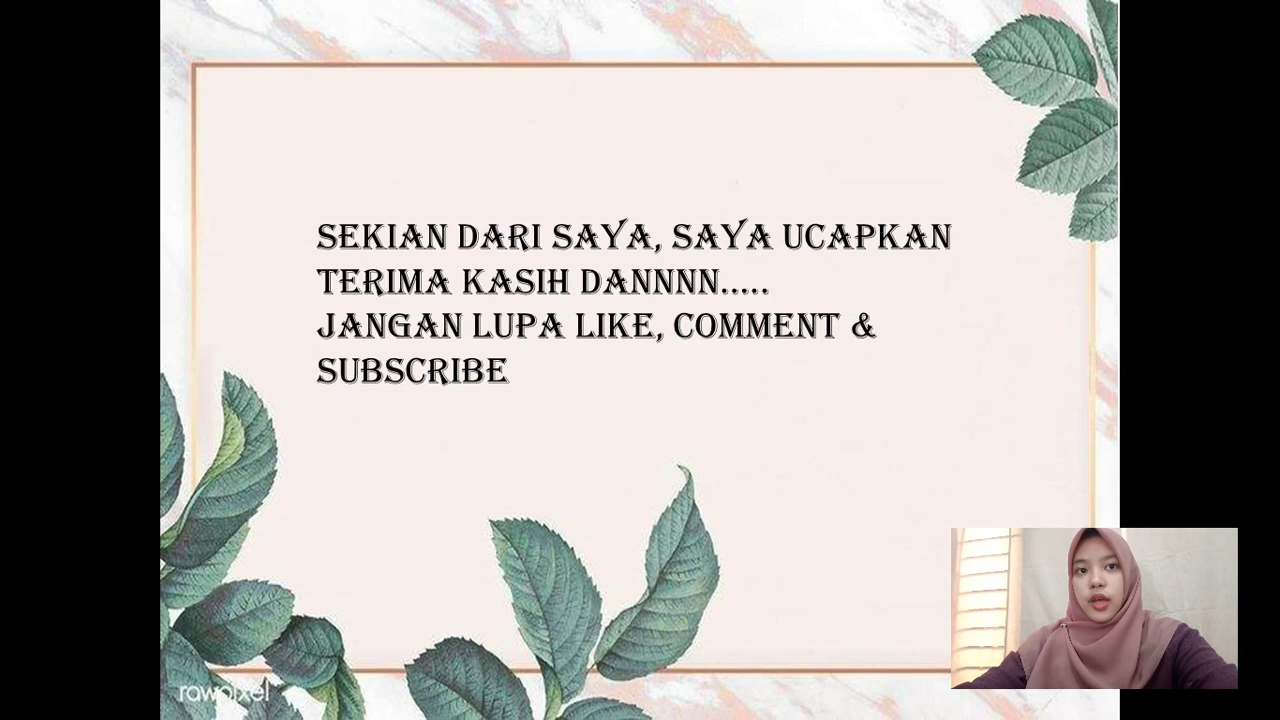 SEKIAN DARI SAYA, SAYA UCAPKAN
TERIMA KASIH DANNNN.....
JANGAN LUPA LIKE, COMMENT &
SUBSCRIBE
rawpixel